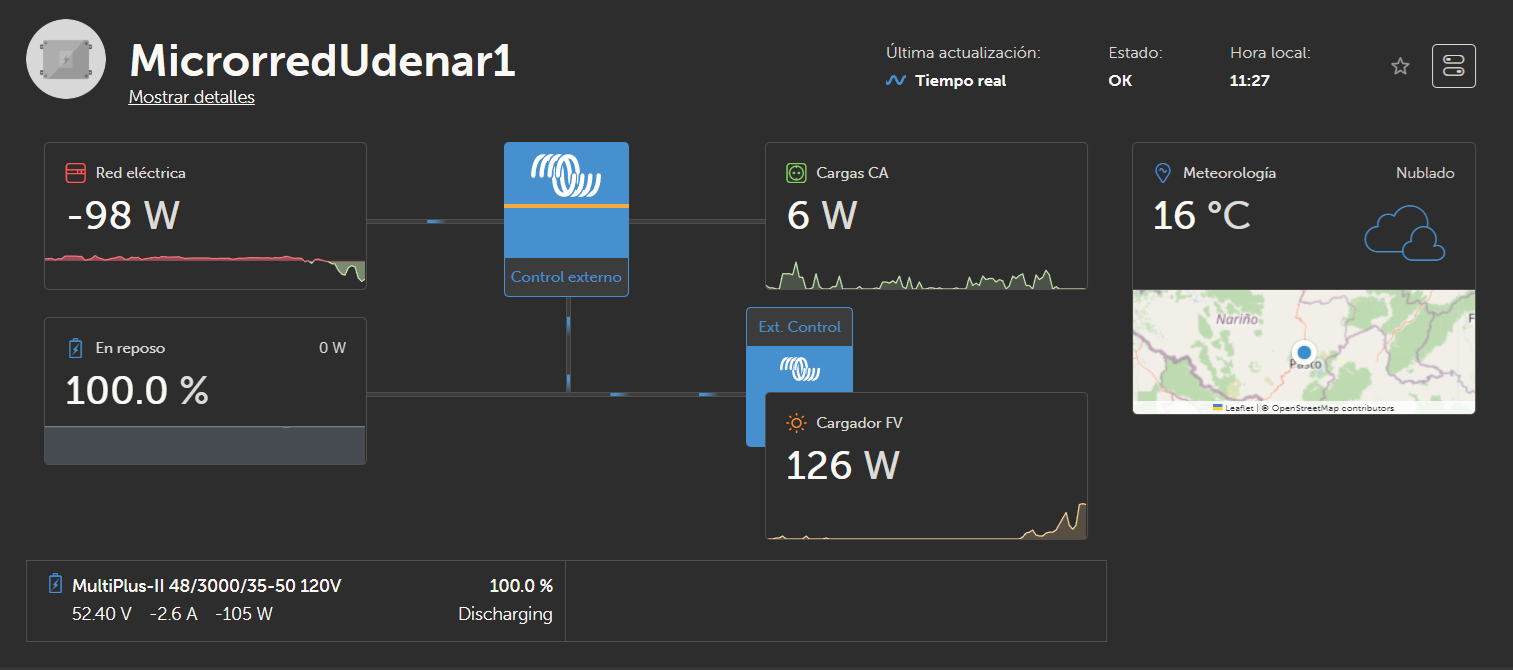 MicrorredUdenar1
Mostrar detalles
Última actualización:
Tiempo real
Estado:
OK
Hora local:
11:27
Red eléctrica
-98 W
Control externo
Cargas CA
6 W
Meteorología
Nublado
16 °C
En reposo
0 W
100.0 %
Ext. Control
Cargador FV
126 W
Nariño
Pasto
Leaflet | © OpenStreetMap contributors
MultiPlus-II 48/3000/35-50 120V
100.0 %
52.40 V -2.6 A -105 W
Discharging